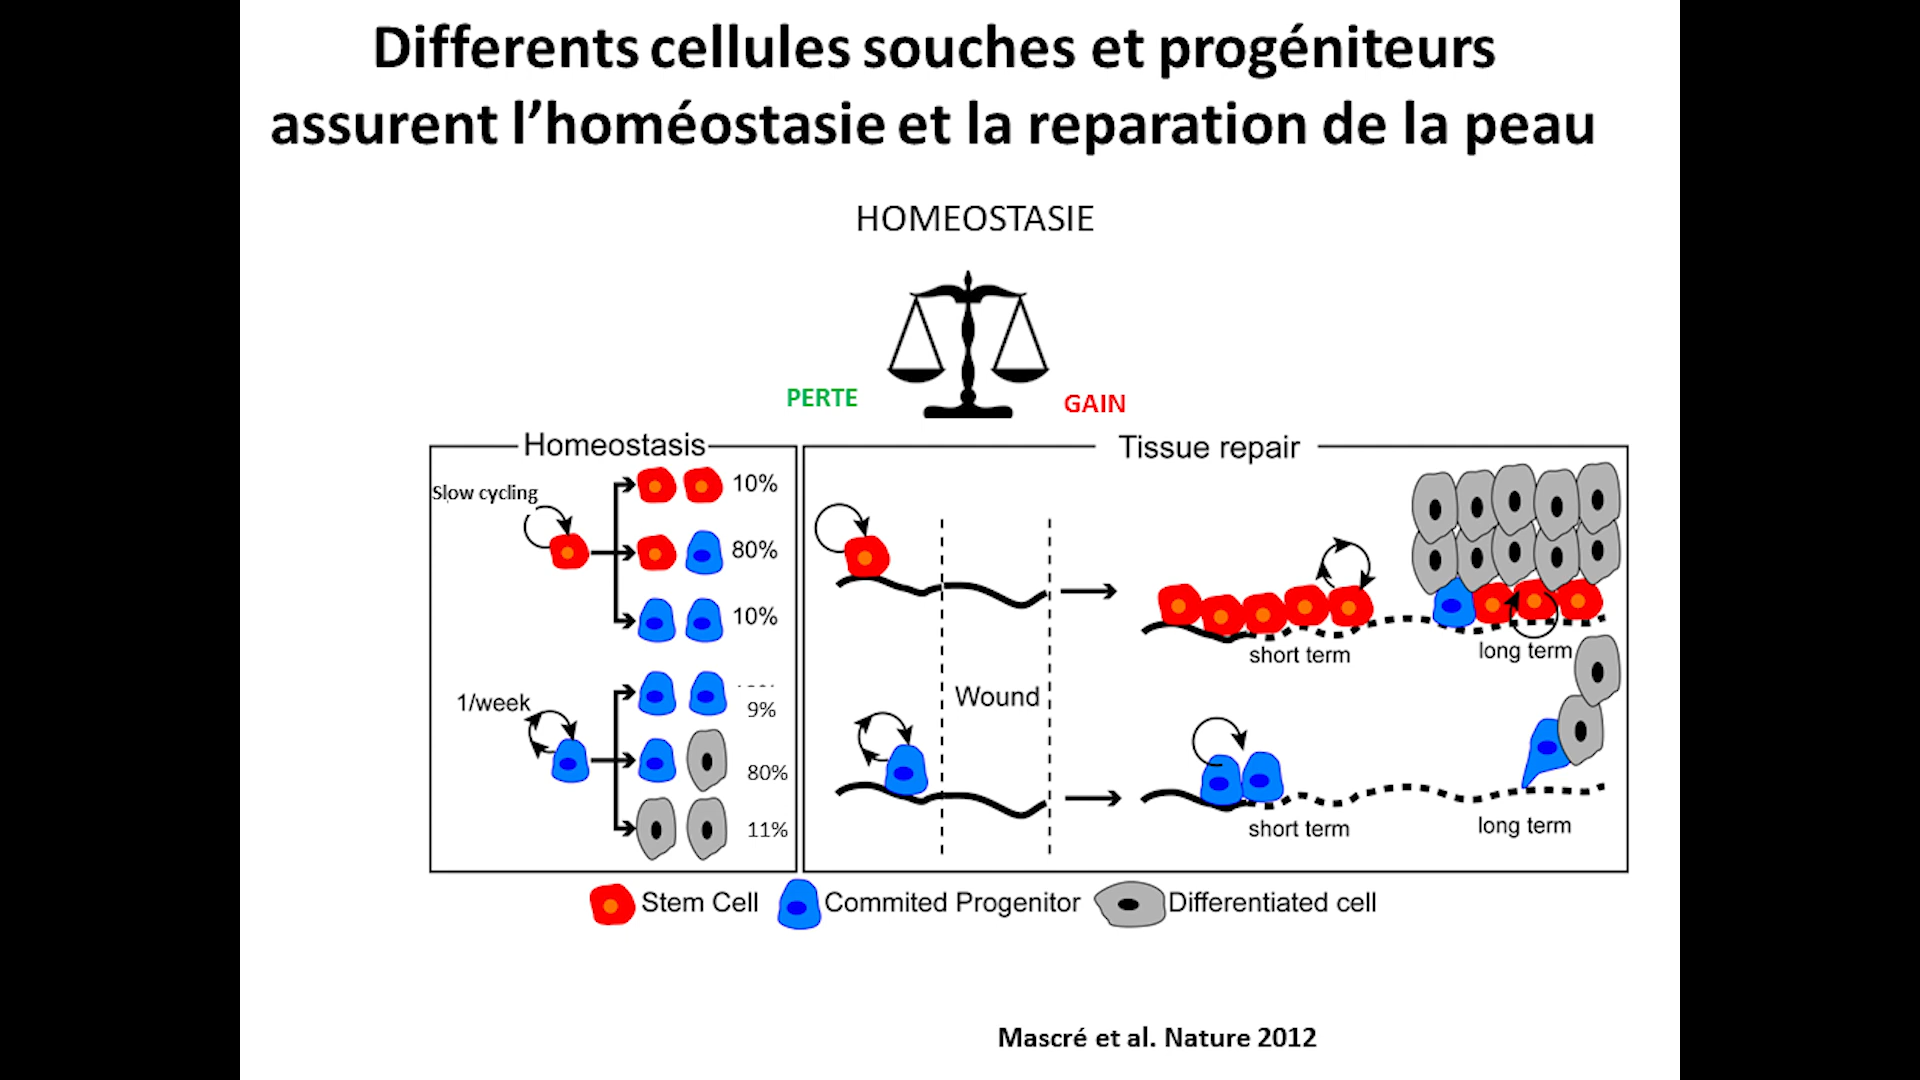 Differents cellules souches et progéniteurs
assurent l’homéostasie et la reparation de la peau
HOMEOSTASIE
PERTE
GAIN
Homeostasis
Slow cycling
10%
80%
10%
1/week
9%
80%
11%
Tissue repair
Wound
short term
long term
short term
long term
Stem Cell
Commited Progenitor
Differentiated cell
Mascré et al. Nature 2012